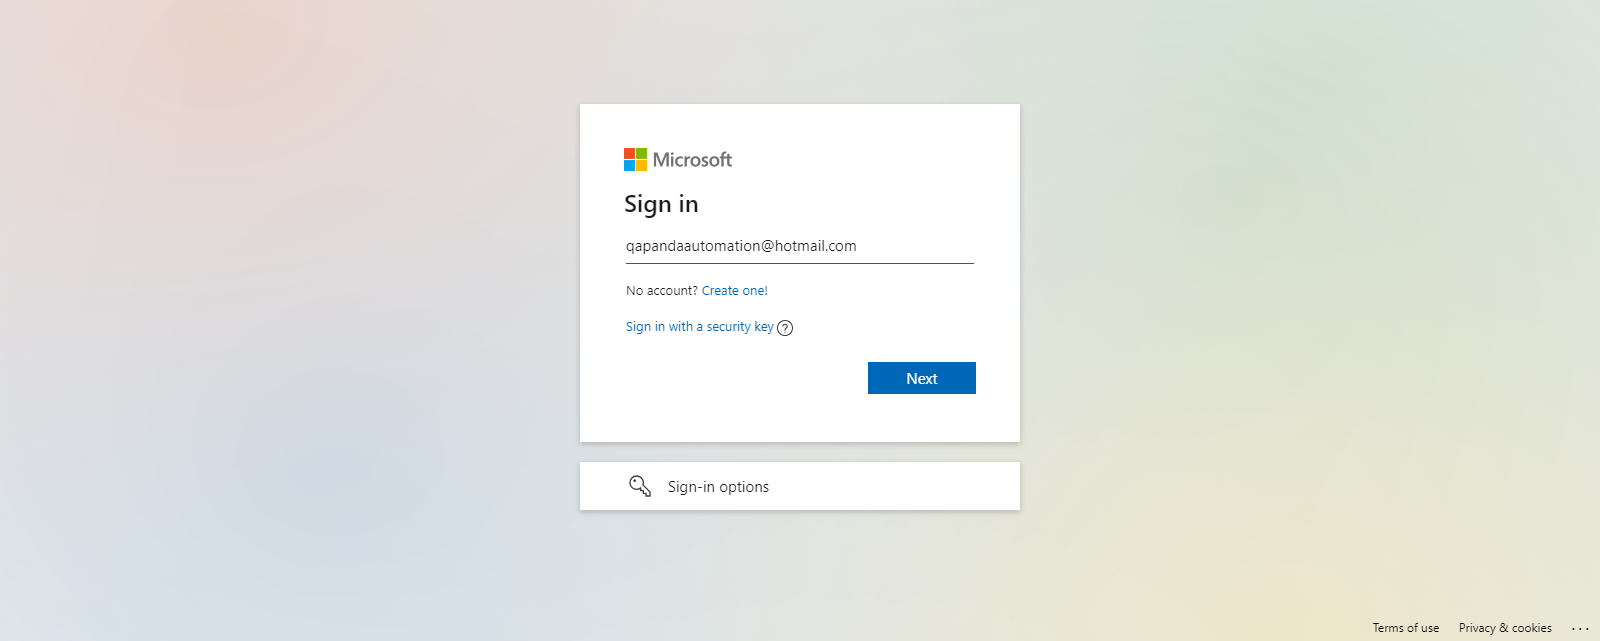 Microsoft
Sign in
qapandaautomation@hotmail.com
No account? Create one!
Sign in with a security key ?
Next
Sign-in options
Terms of use Privacy & cookies ...